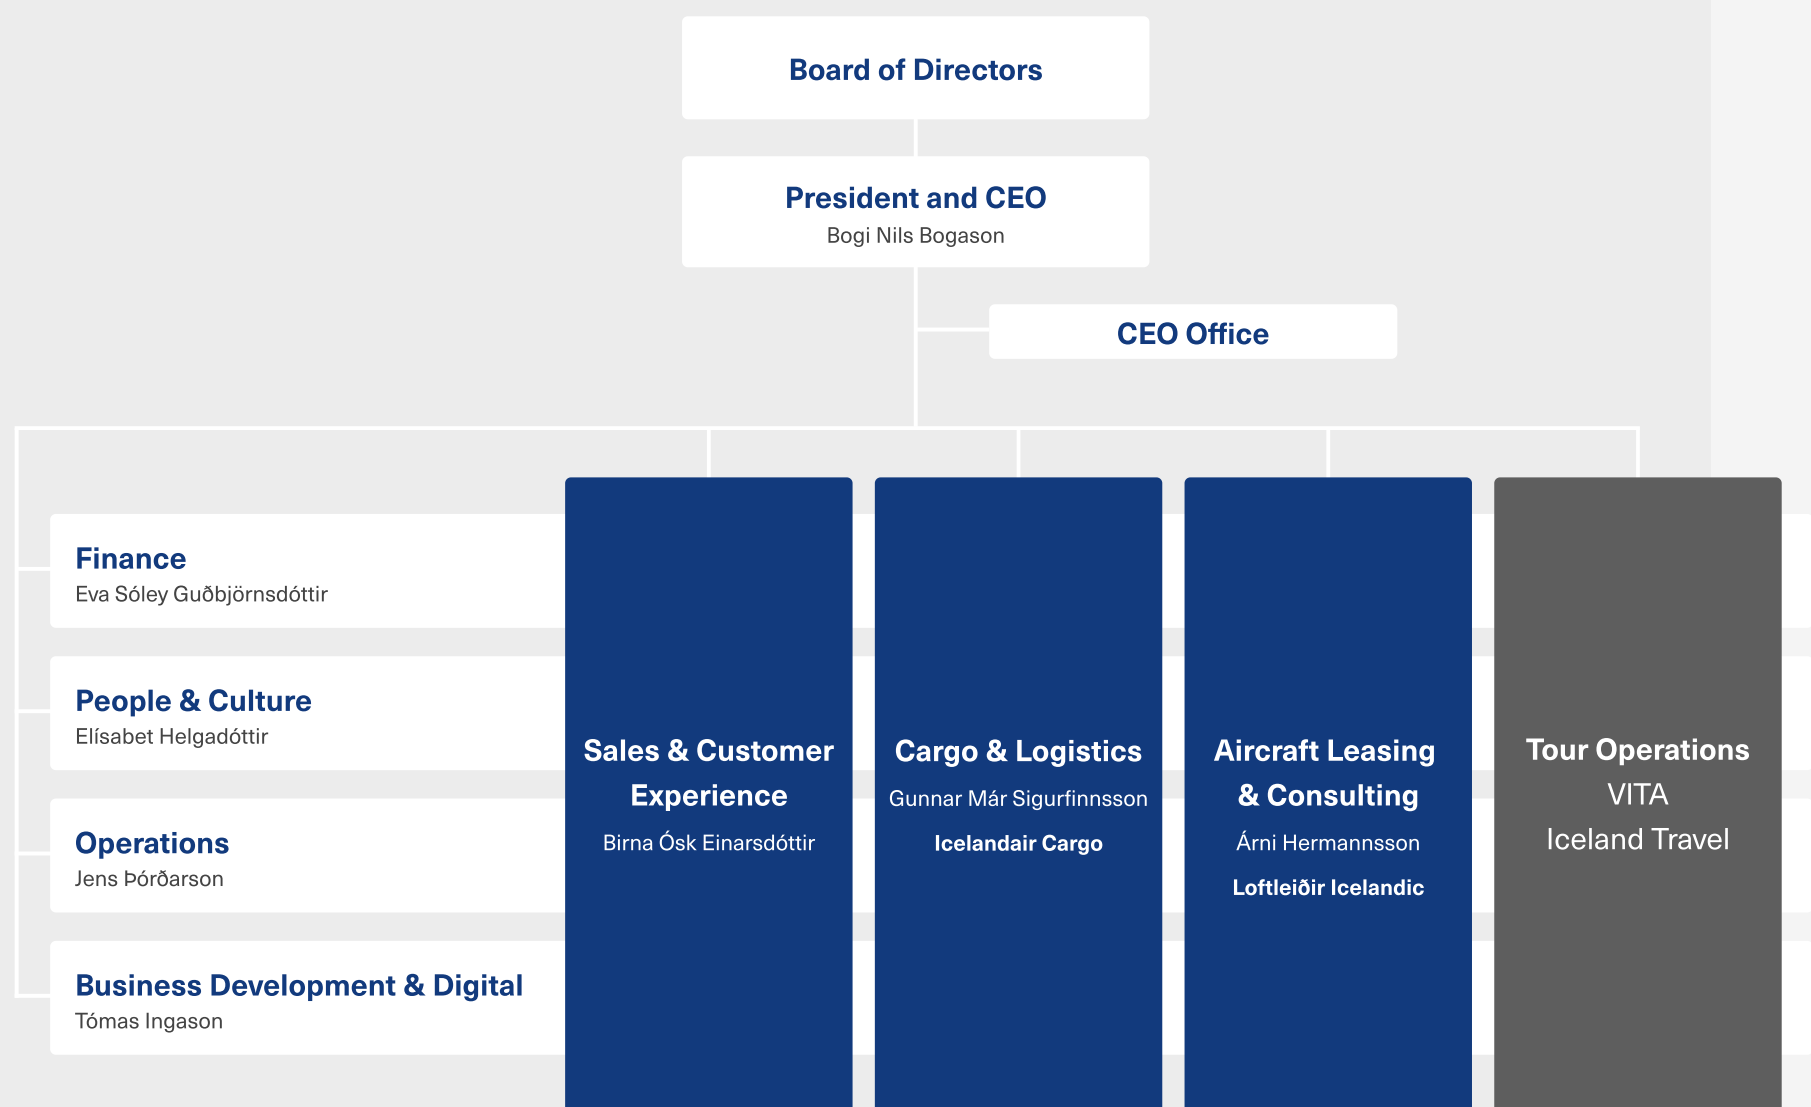 Board of Directors
President and CEO
Bogi Nils Bogason
CEO Office
Finance
Eva Sóley Guðbjörnsdóttir
People & Culture
Elísabet Helgadóttir
Operations
Jens Þórðarson
Business Development & Digital
Tómas Ingason
Sales & Customer
Experience
Birna Ósk Einarsdóttir
Cargo & Logistics
Gunnar Már Sigurfinnsson
Icelandair Cargo
Aircraft Leasing
& Consulting
Árni Hermannsson
Loftleiðir Icelandic
Tour Operations
VITA
Iceland Travel